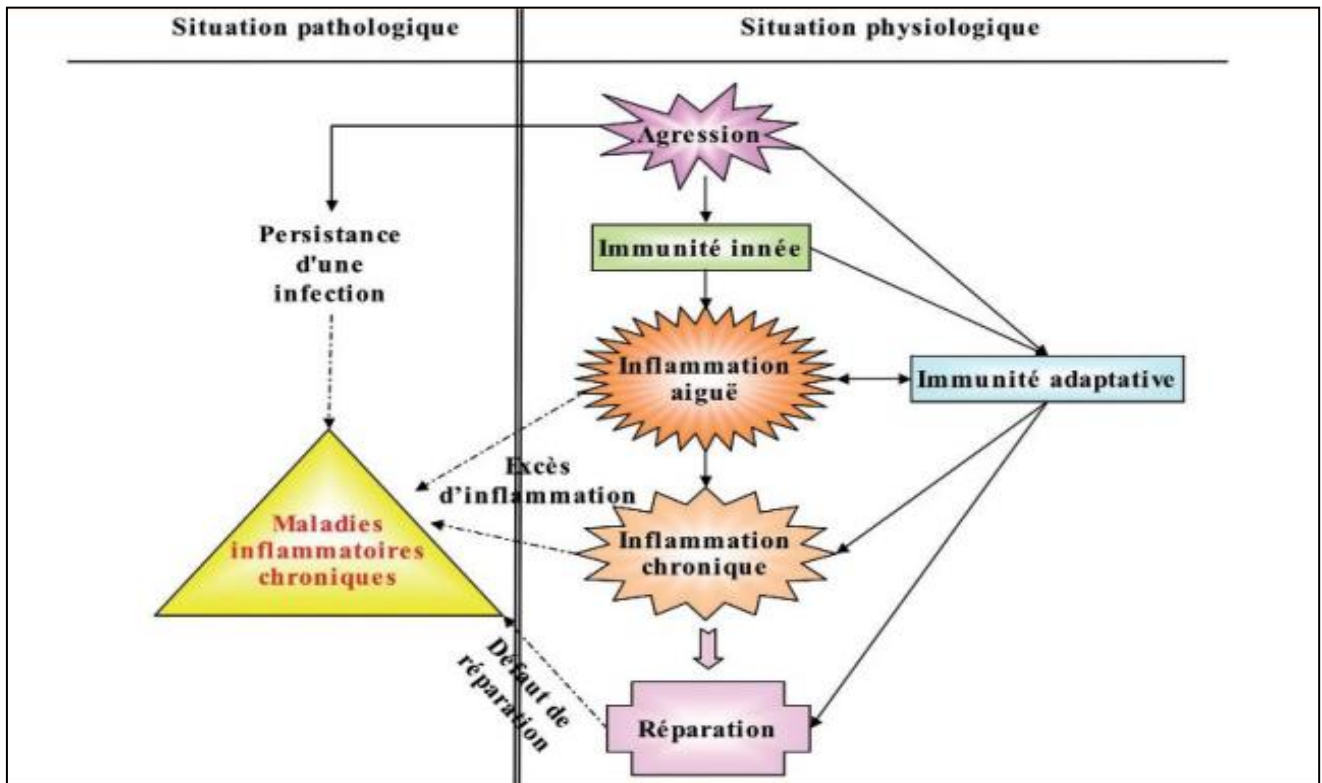 Situation pathologique
Situation physiologique
Agression
Immunité innée
Persistance
d'une
infection
Inflammation
aiguë
Immunité adaptative
Excès
d'inflammation
Maladies
inflammatoires
chroniques
Inflammation
chronique
Défaut de
réparation
Réparation